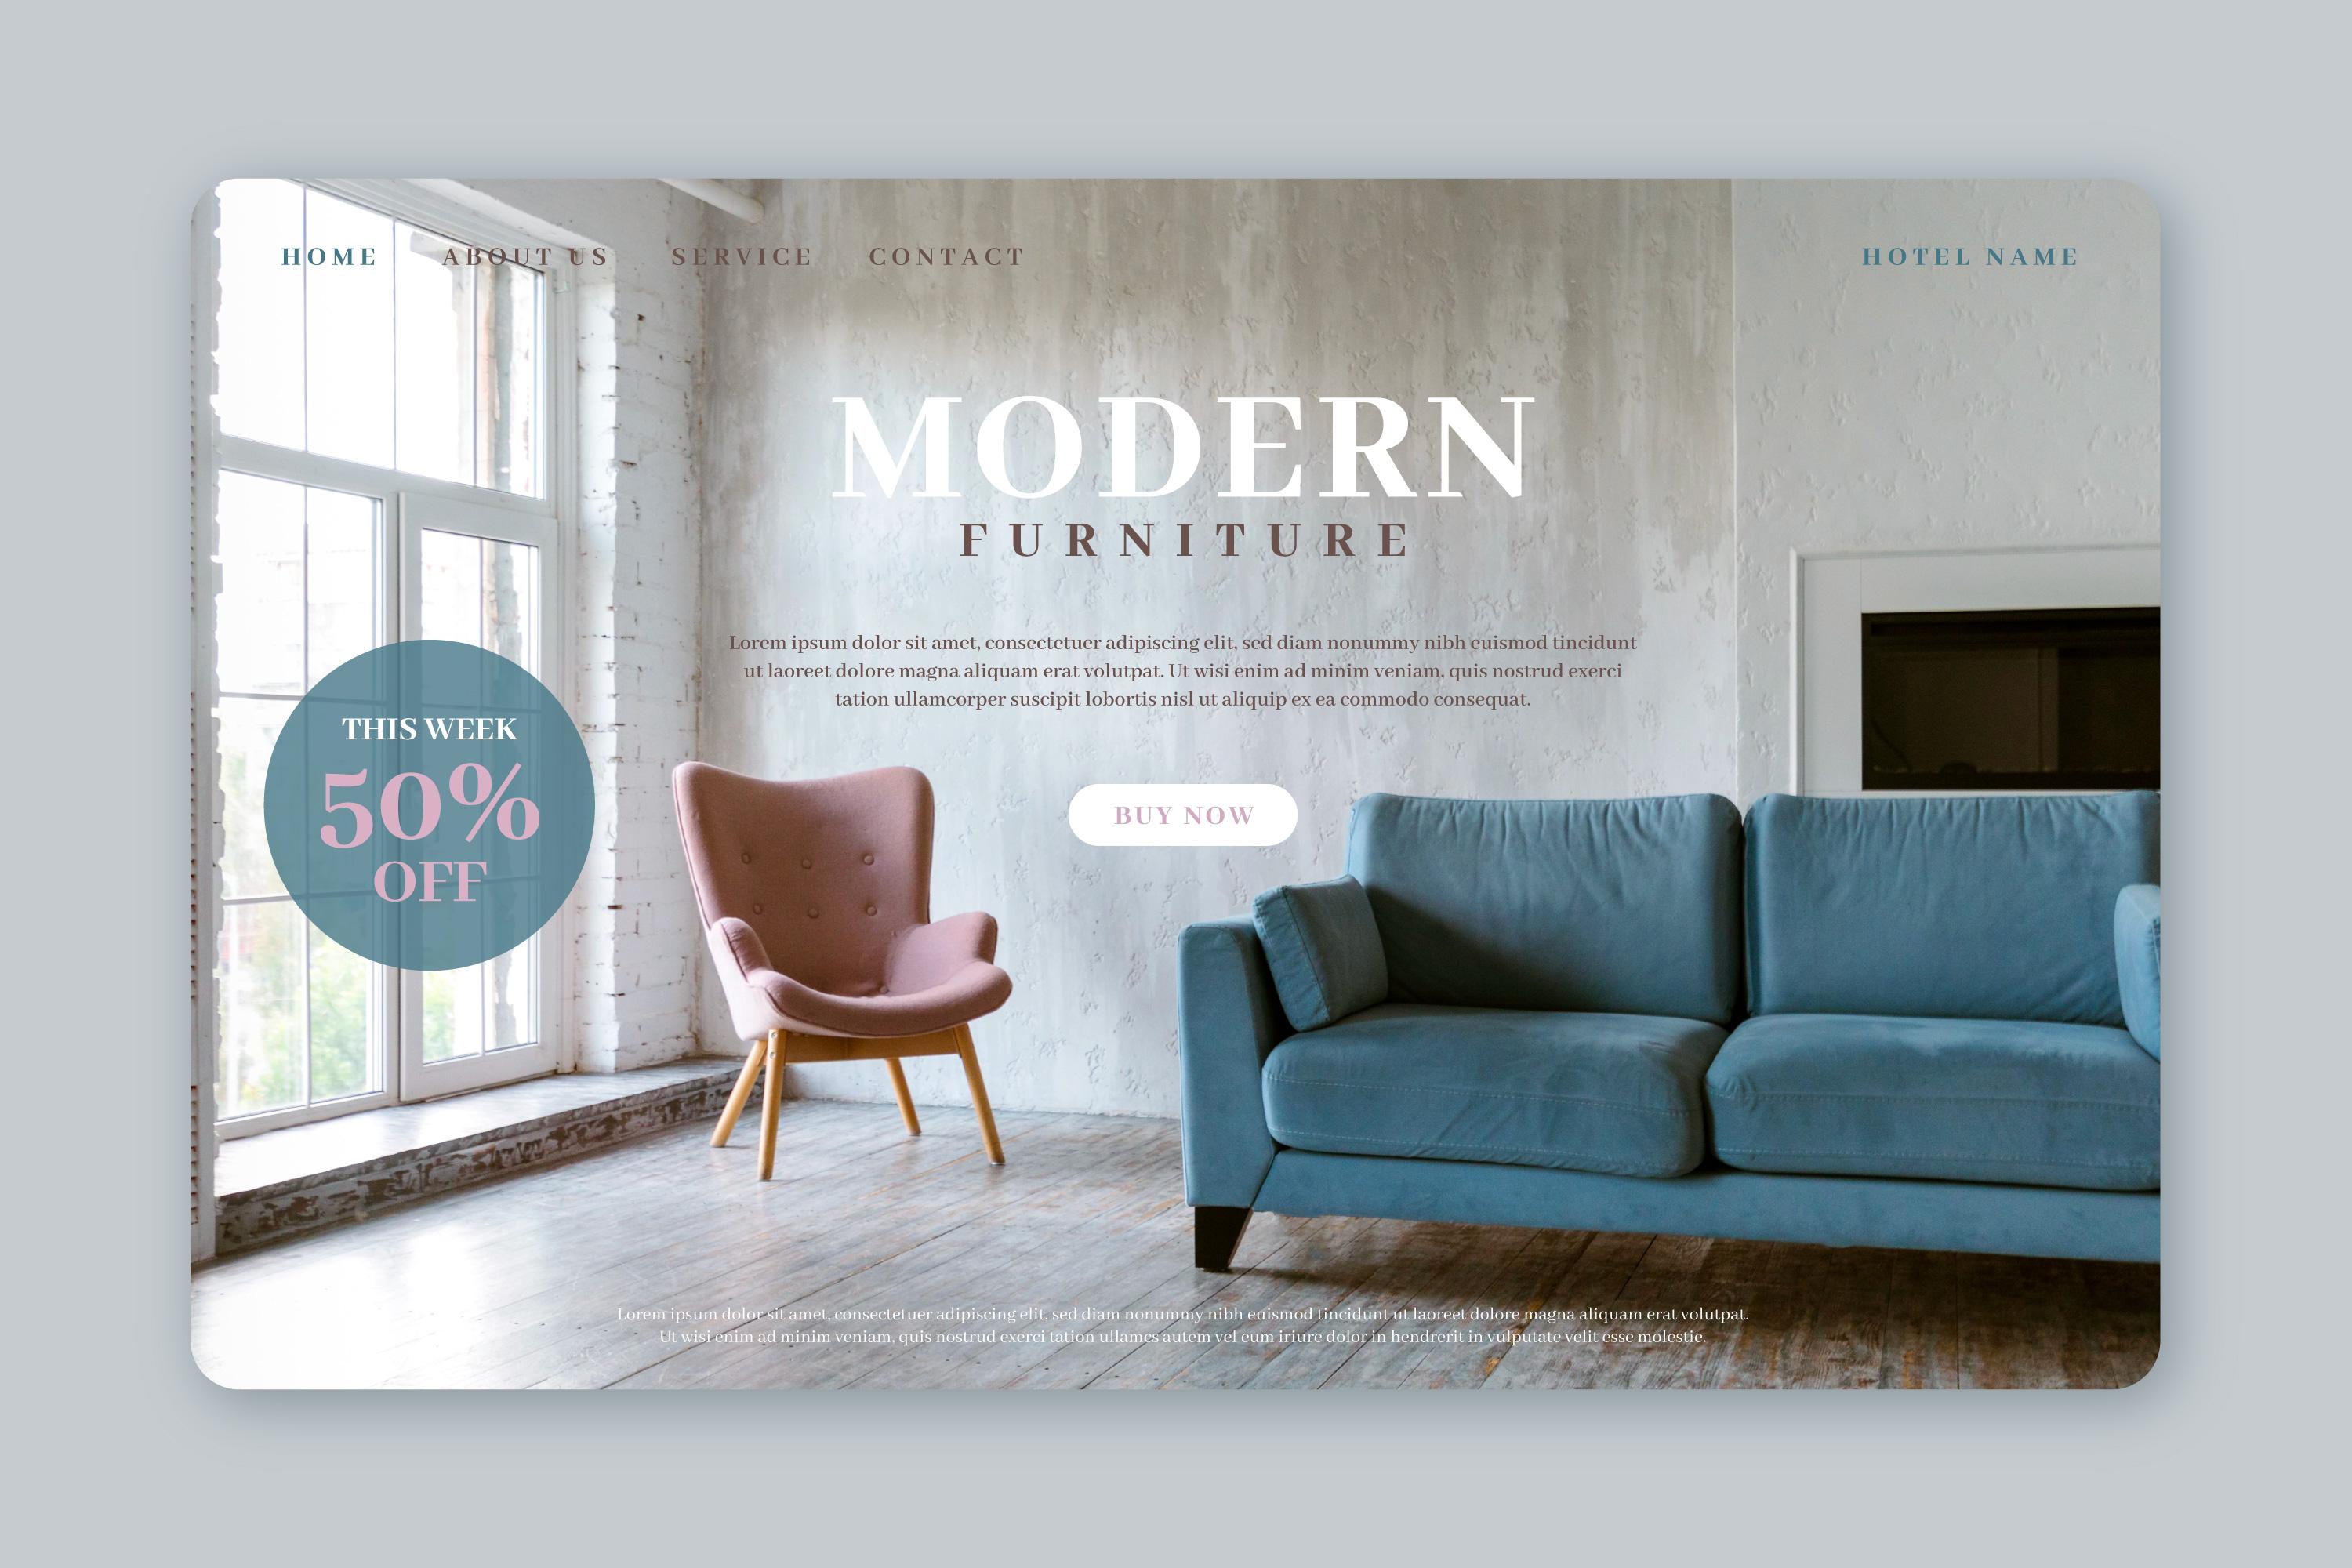 HOME ABOUT US SERVICE CONTACT HOTEL NAME
MODERN
FURNITURE
Lorem ipsum dolor sit amet, consectetuer adipiscing elit, sed diam nonummy nibh euismod tincidunt
ut laoreet dolore magna aliquam erat volutpat. Ut wisi enim ad minim veniam, quis nostrud exerci
tation ullamcorper suscipit lobortis nisl ut aliquip ex ea commodo consequat.
THIS WEEK
50%
OFF
BUY NOW
Lorem ipsum dolor sit amet, consectetuer adipiscing elit, sed diam nonummy nibh euismod tincidunt ut laoreet dolore magna aliquam erat volutpat.
Ut wisi enim ad minim veniam, quis nostrud exerci tation ullamcs autem vel eum iriure dolor in hendrerit in vulputate velit esse molestie.